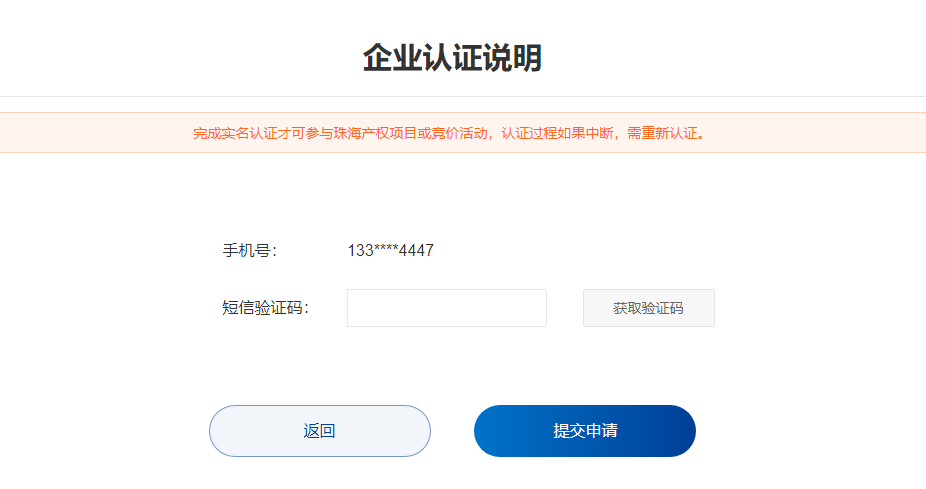 企业认证说明
完成实名认证才可参与珠海产权项目或竞价活动，认证过程如果中断，需重新认证。
手机号： 133****4447
短信验证码： 获取验证码
返回 提交申请